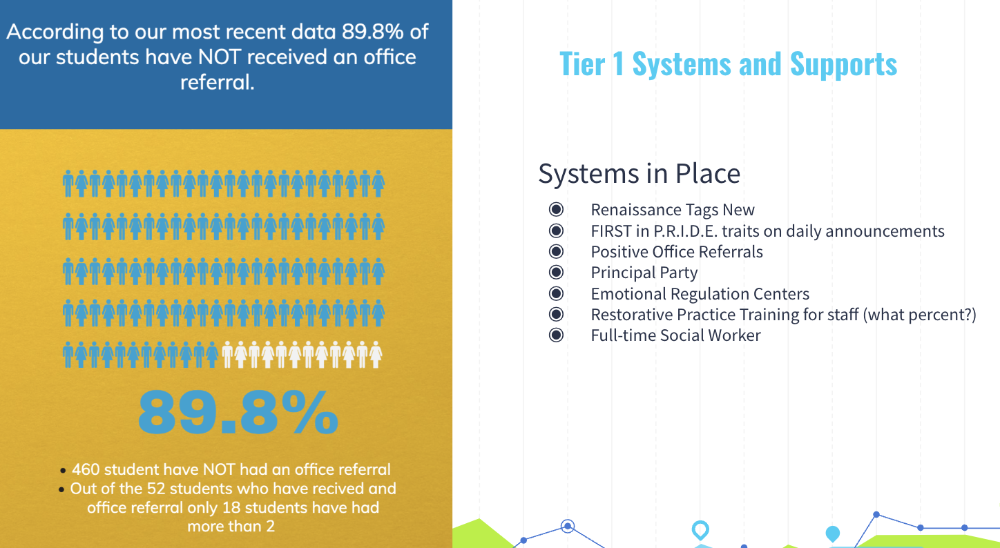 According to our most recent data 89.8% of
our students have NOT received an office
referral.
89.8%
• 460 student have NOT had an office referral
• Out of the 52 students who have recived and
office referral only 18 students have had
more than 2
Tier 1 Systems and Supports
Systems in Place
Renaissance Tags New
FIRST in P.R.I.D.E. traits on daily announcements
Positive Office Referrals
Principal Party
Emotional Regulation Centers
Restorative Practice Training for staff (what percent?)
Full-time Social Worker